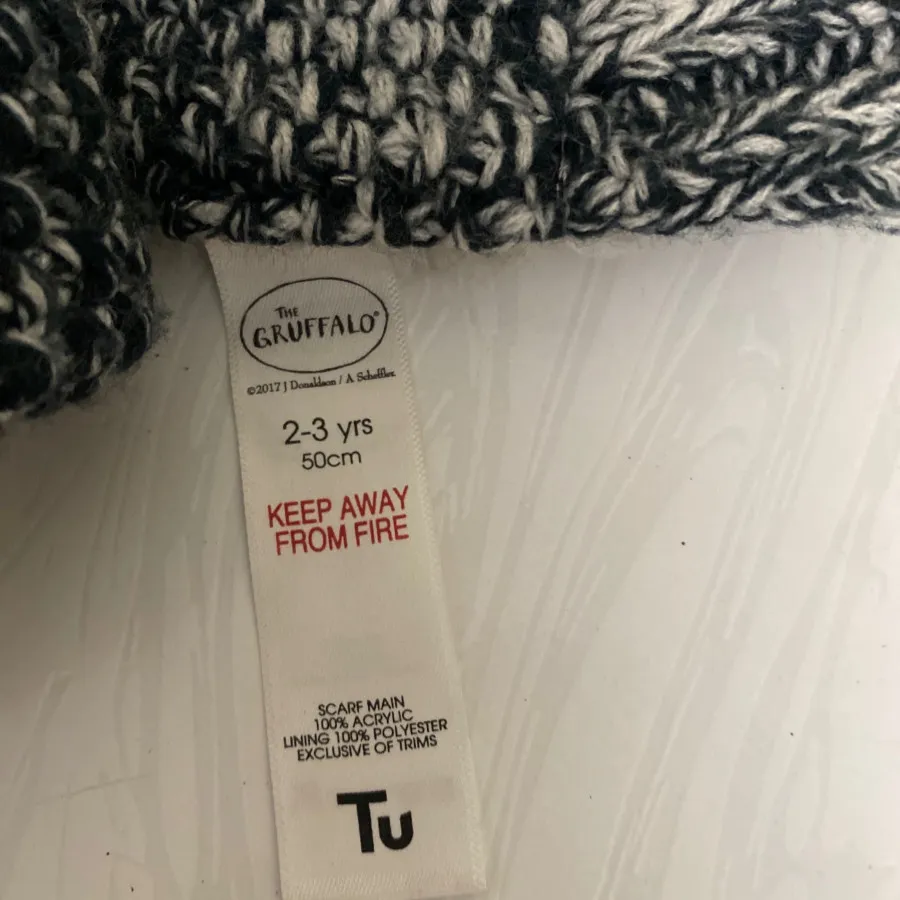 THE
GRUFFALO®
©2017 J Donaldson / A Scheffler.
2-3 yrs
50cm
KEEP AWAY
FROM FIRE
SCARF MAIN
100% ACRYLIC
LINING 100% POLYESTER
EXCLUSIVE OF TRIMS
Tu